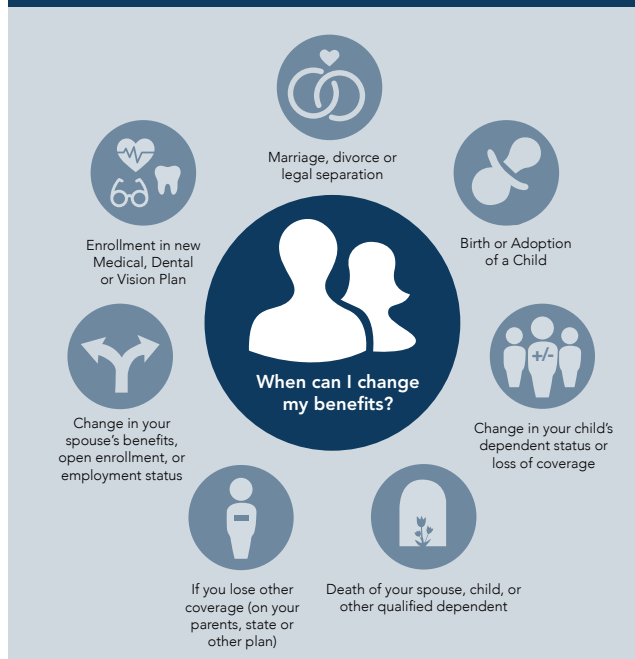 Marriage, divorce or
legal separation
Birth or Adoption
of a Child
Change in your child's
dependent status or
loss of coverage
Death of your spouse, child, or
other qualified dependent
If you lose other
coverage (on your
parents, state or
other plan)
Change in your
spouse's benefits,
open enrollment, or
employment status
Enrollment in new
Medical, Dental
or Vision Plan
When can I change
my benefits?
+/-